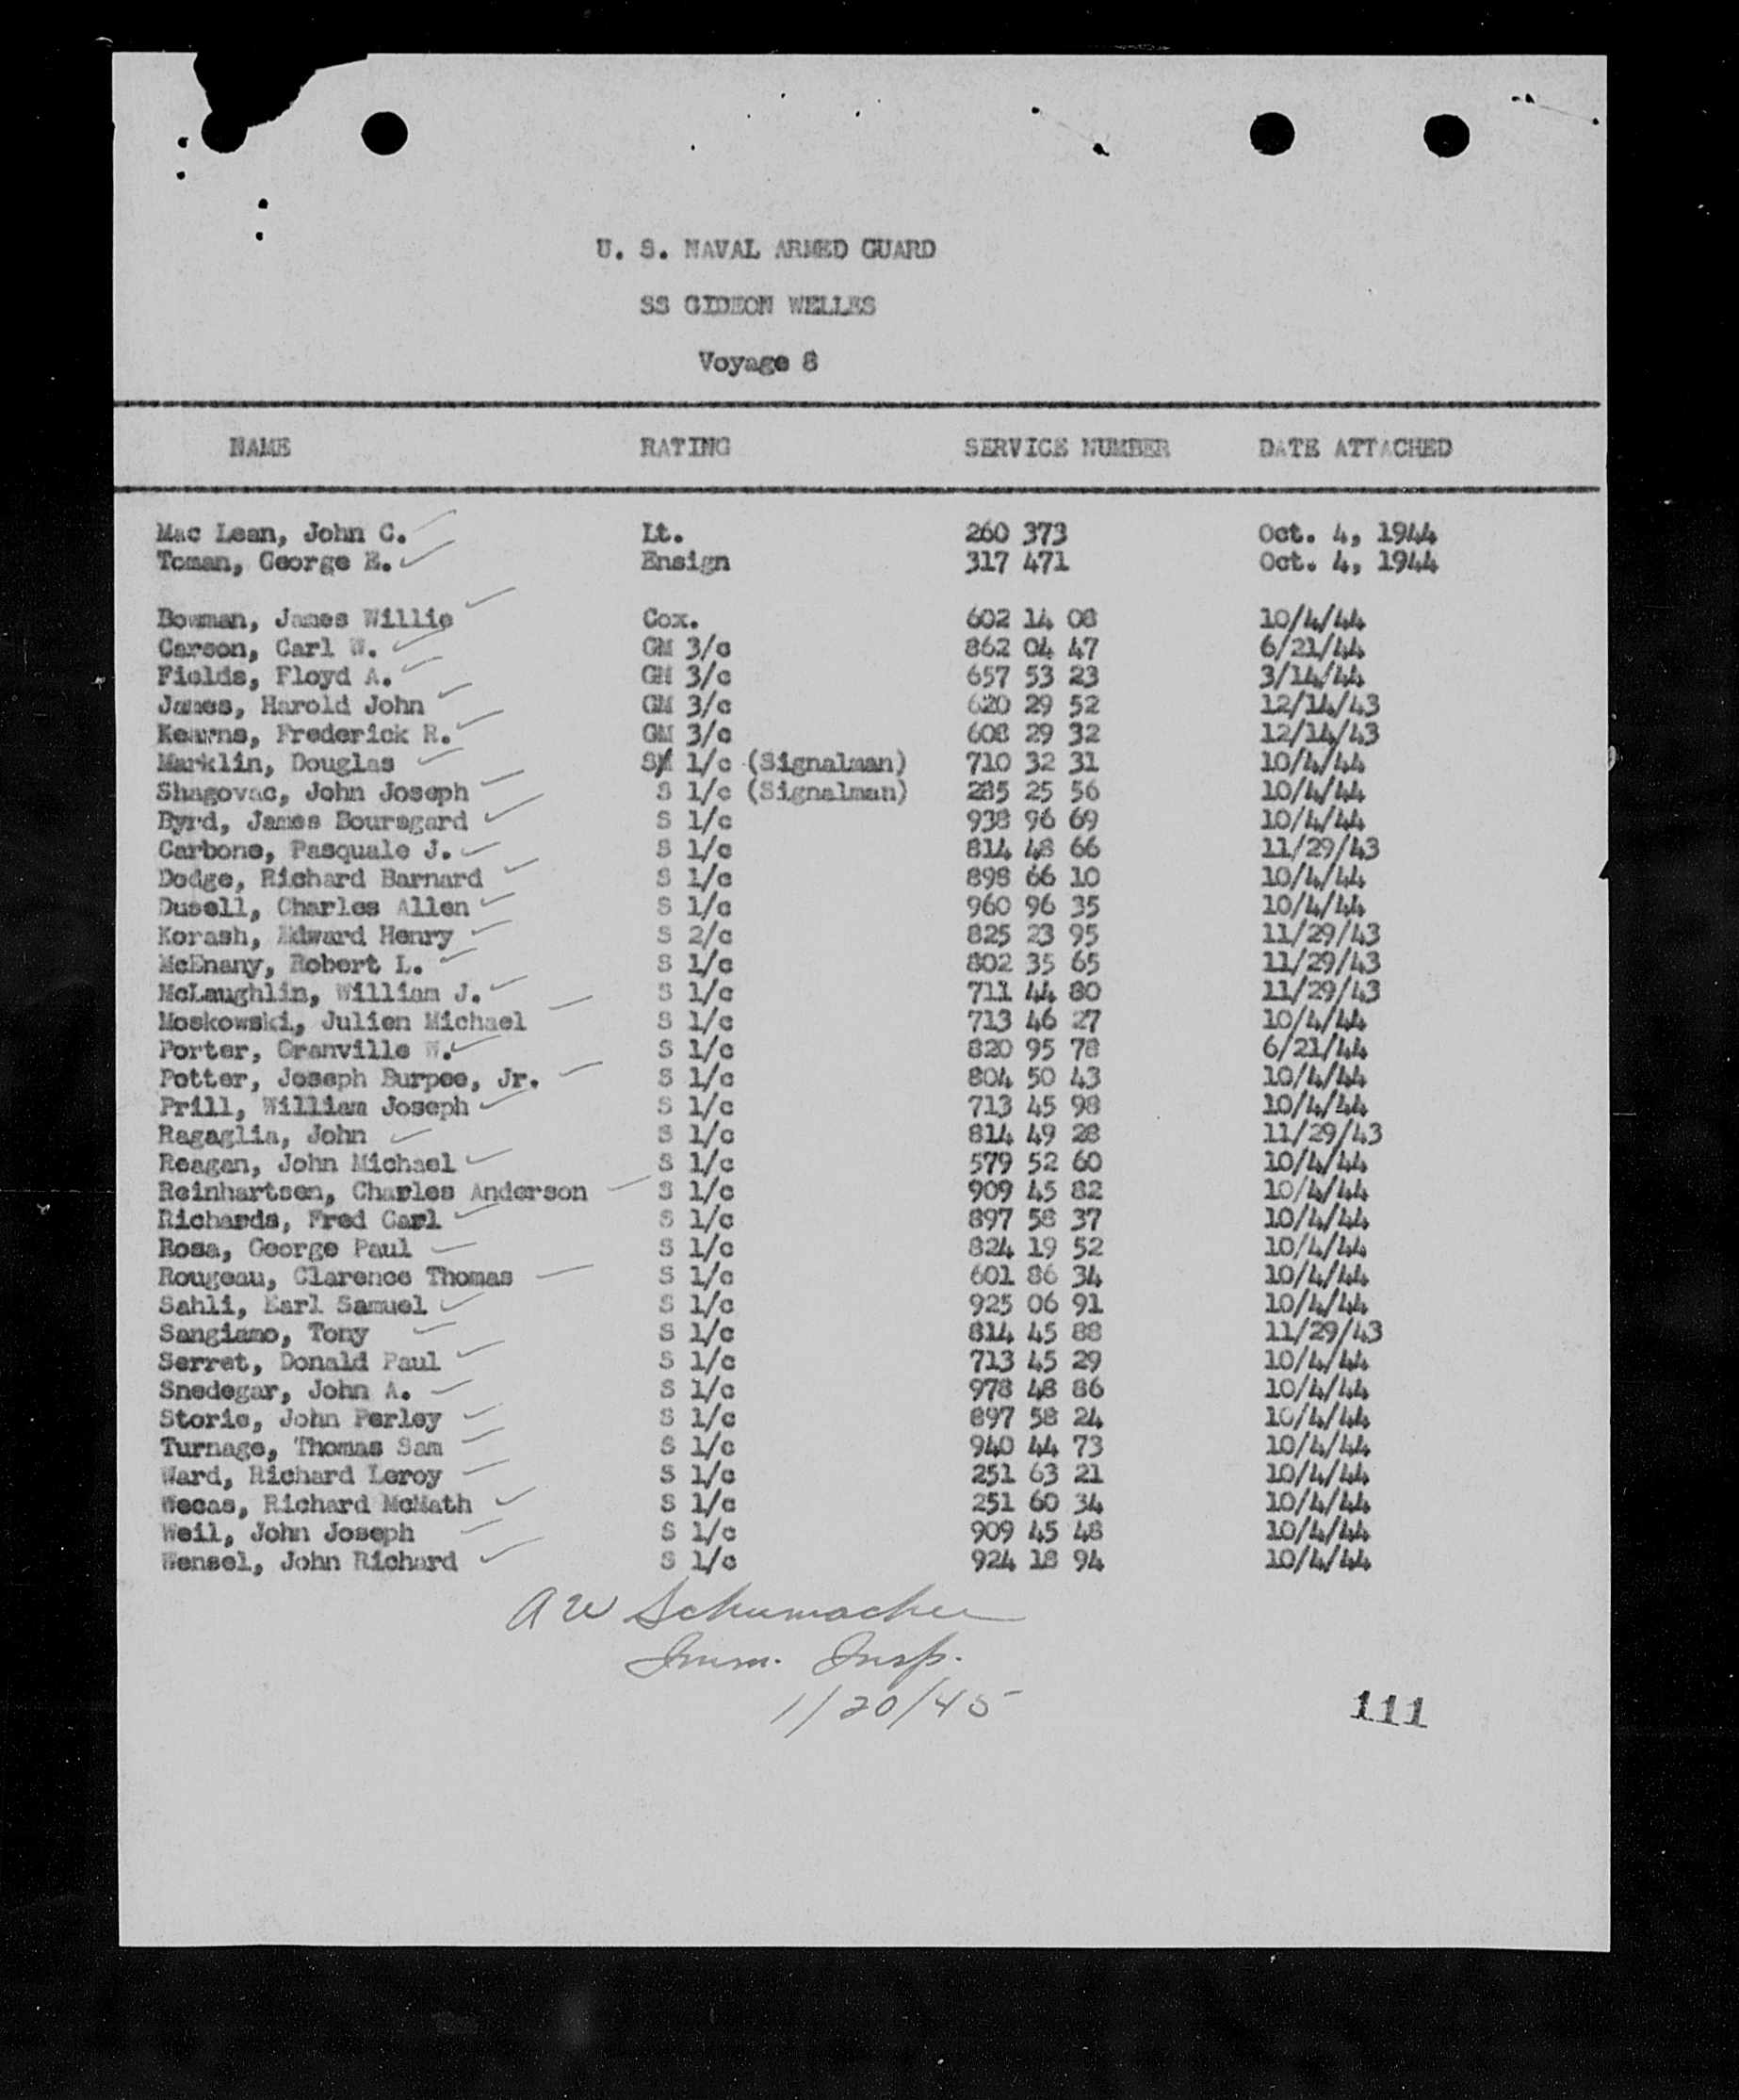 U. S. NAVAL ARMED GUARD
SS GIDEON WELLES
Voyage 8
NAME RATING SERVICE NUMBER DATE ATTACHED
Mac Lean, John C. Lt. 260 373 Oct. 4, 1944
Toman, George E. Ensign 317 471 Oct. 4, 1944
Bowman, James Willie Cox. 602 14 08 10/4/44
Carson, Carl W. GM 3/c 862 04 47 6/21/44
Fields, Floyd A. GM 3/c 657 53 23 3/14/44
James, Harold John GM 3/c 620 29 52 12/14/43
Kearns, Frederick R. GM 3/c 608 29 32 12/14/43
Marklin, Douglas S 1/c (Signalman) 710 32 31 10/4/44
Shagovac, John Joseph S 1/c (Signalman) 285 25 56 10/4/44
Byrd, James Bouregard S 1/c 938 96 69 10/4/44
Carbone, Pasquale J. S 1/c 814 48 66 11/29/43
Dodge, Richard Barnard S 1/c 898 66 10 10/4/44
Dusell, Charles Allen S 1/c 960 96 35 10/4/44
Korash, Edward Henry S 2/c 825 23 95 11/29/43
McEnany, Robert L. S 1/c 802 35 65 11/29/43
McLaughlin, William J. S 1/c 711 44 80 11/29/43
Moskowski, Julien Michael S 1/c 713 46 27 10/4/44
Porter, Granville W. S 1/c 820 95 78 6/21/44
Potter, Joseph Burpee, Jr. S 1/c 804 50 43 10/4/44
Prill, William Joseph S 1/c 713 45 98 10/4/44
Ragaglia, John S 1/c 814 49 28 11/29/43
Reagan, John Michael S 1/c 579 52 60 10/4/44
Reinhartsen, Charles Anderson S 1/c 909 45 82 10/4/44
Richards, Fred Carl S 1/c 897 58 37 10/4/44
Rosa, George Paul S 1/c 824 19 52 10/4/44
Rougeau, Clarence Thomas S 1/c 601 86 34 10/4/44
Sahli, Earl Samuel S 1/c 925 06 91 10/4/44
Sangiamo, Tony S 1/c 814 45 88 11/29/43
Serret, Donald Paul S 1/c 713 45 29 10/4/44
Snedegar, John A. S 1/c 978 48 86 10/4/44
Storie, John Perley S 1/c 897 58 24 10/4/44
Turnage, Thomas Sam S 1/c 940 44 73 10/4/44
Ward, Richard Leroy S 1/c 251 63 21 10/4/44
Wecas, Richard McMath S 1/c 251 60 34 10/4/44
Weil, John Joseph S 1/c 909 45 48 10/4/44
Wensel, John Richard S 1/c 924 18 94 10/4/44
A W Schumacher
Imm. Insp.
1/20/45
111